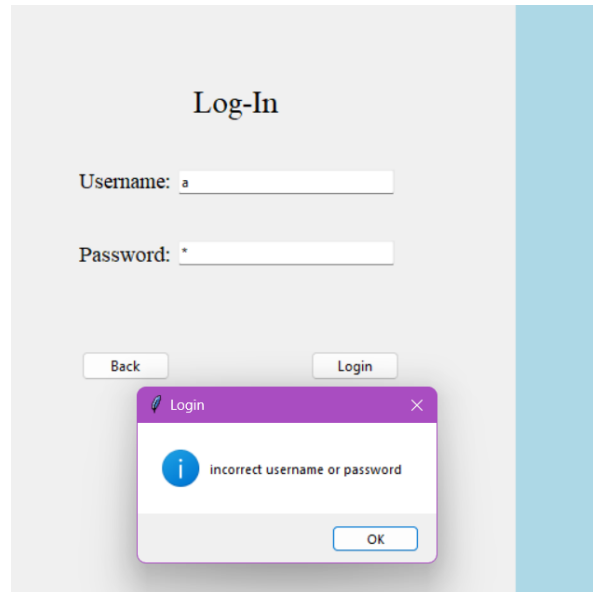 Log-In
Username: a
Password: *
Back Login
Login
incorrect username or password
OK